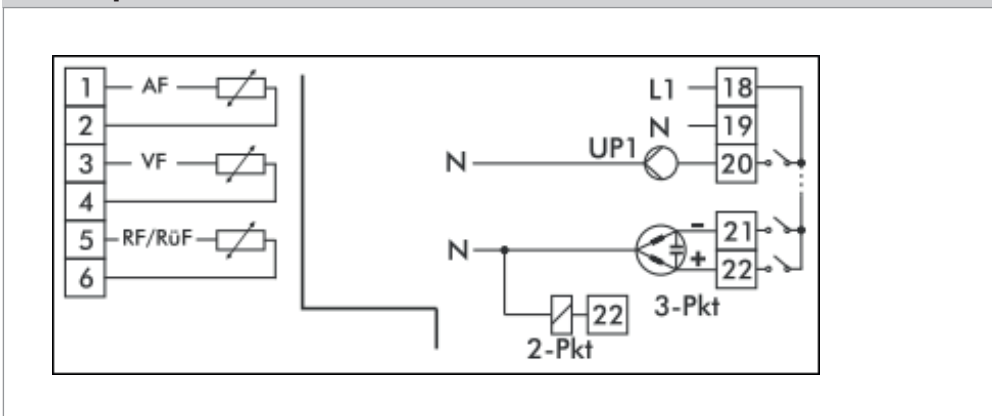 1 AF
2
3 VF
4
5 RF/RüF
6
L1 18
N 19
N UP1 20
- 21
N + 22
3-Pkt
22
2-Pkt